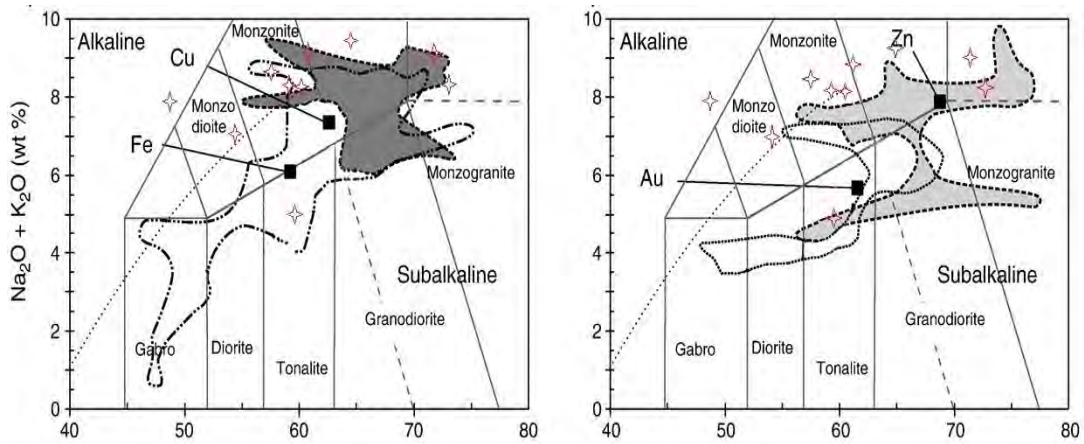 Na₂O + K₂O (wt %)
10
8
6
4
2
0
40
50
60
70
80
Alkaline
Monzonite
Cu
Monzo
dioite
Fe
Monzogranite
Subalkaline
Granodiorite
Gabro
Diorite
Tonalite
10
8
6
4
2
0
40
50
60
70
80
Alkaline
Monzonite
Zn
Monzo
dioite
Au
Monzogranite
Subalkaline
Granodiorite
Gabro
Diorite
Tonalite